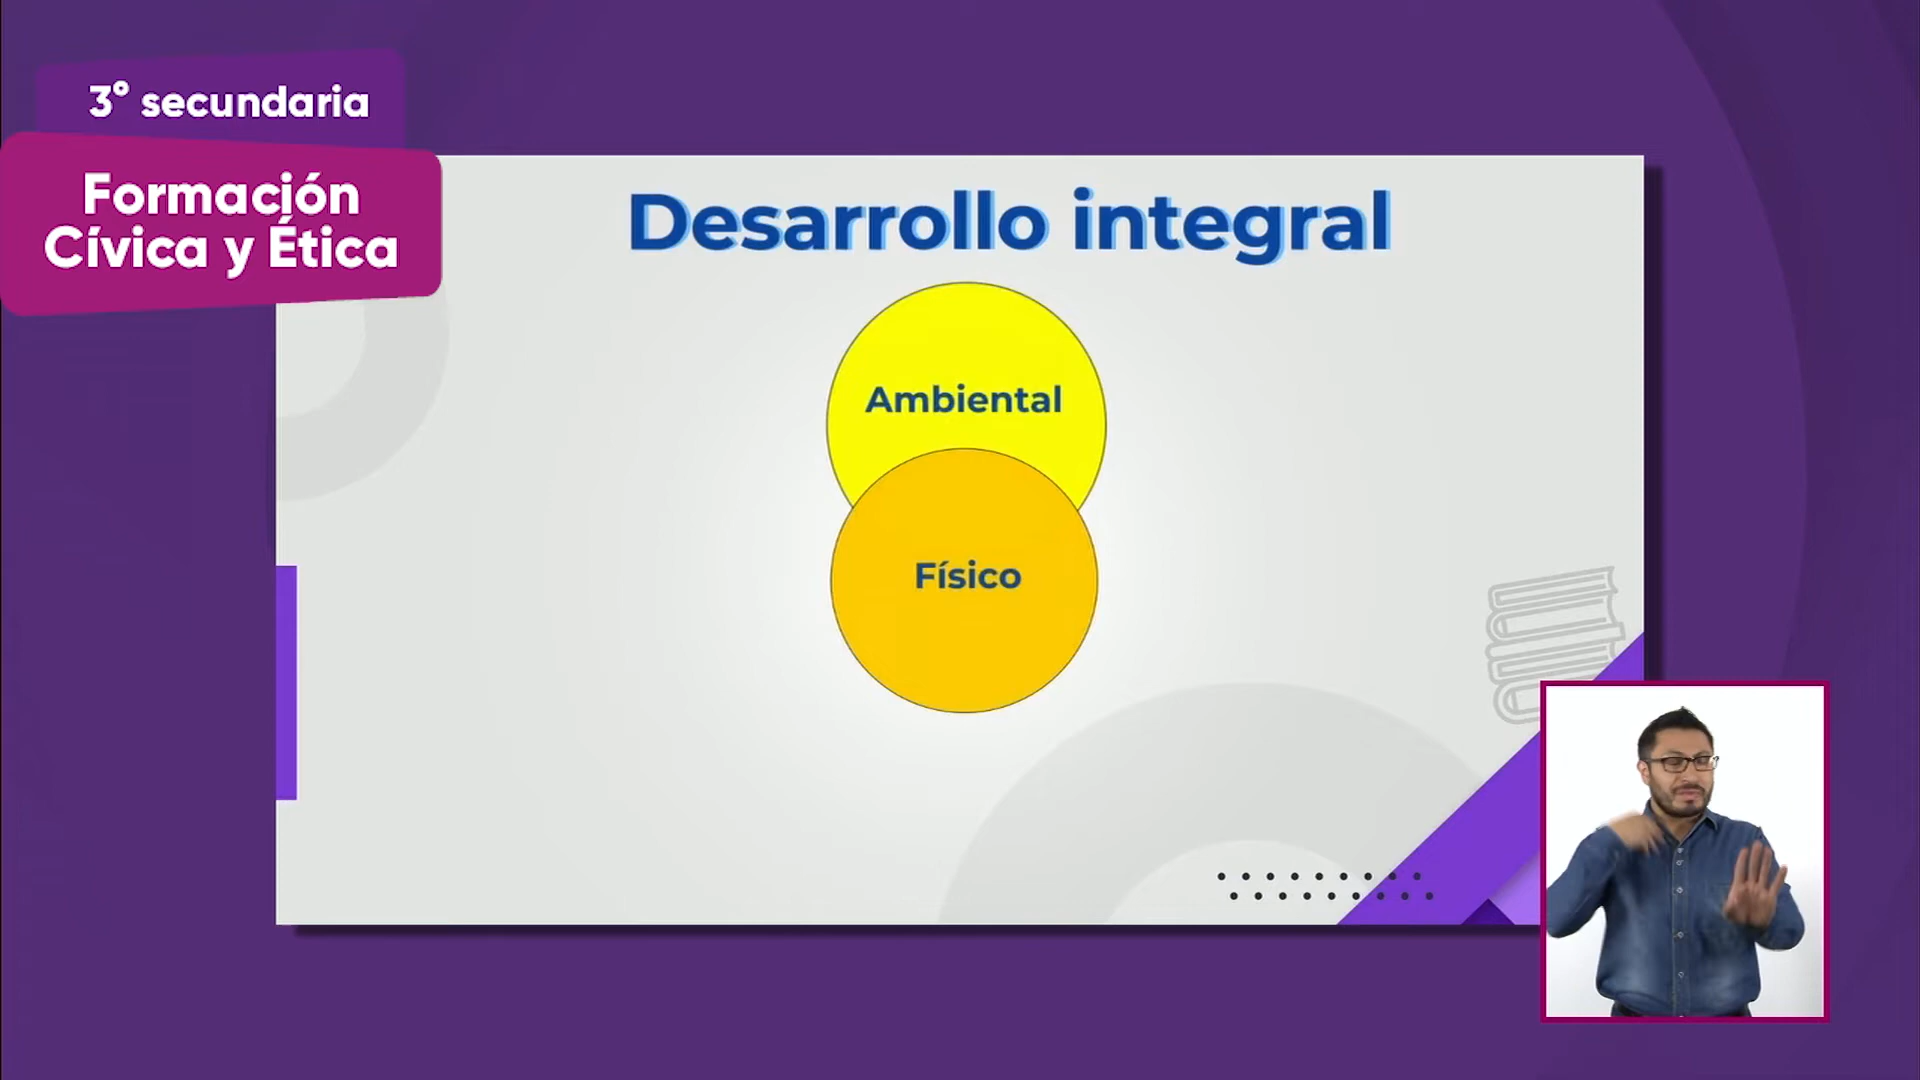 3° secundaria
Formación
Cívica y Ética
Desarrollo integral
Ambiental
Físico